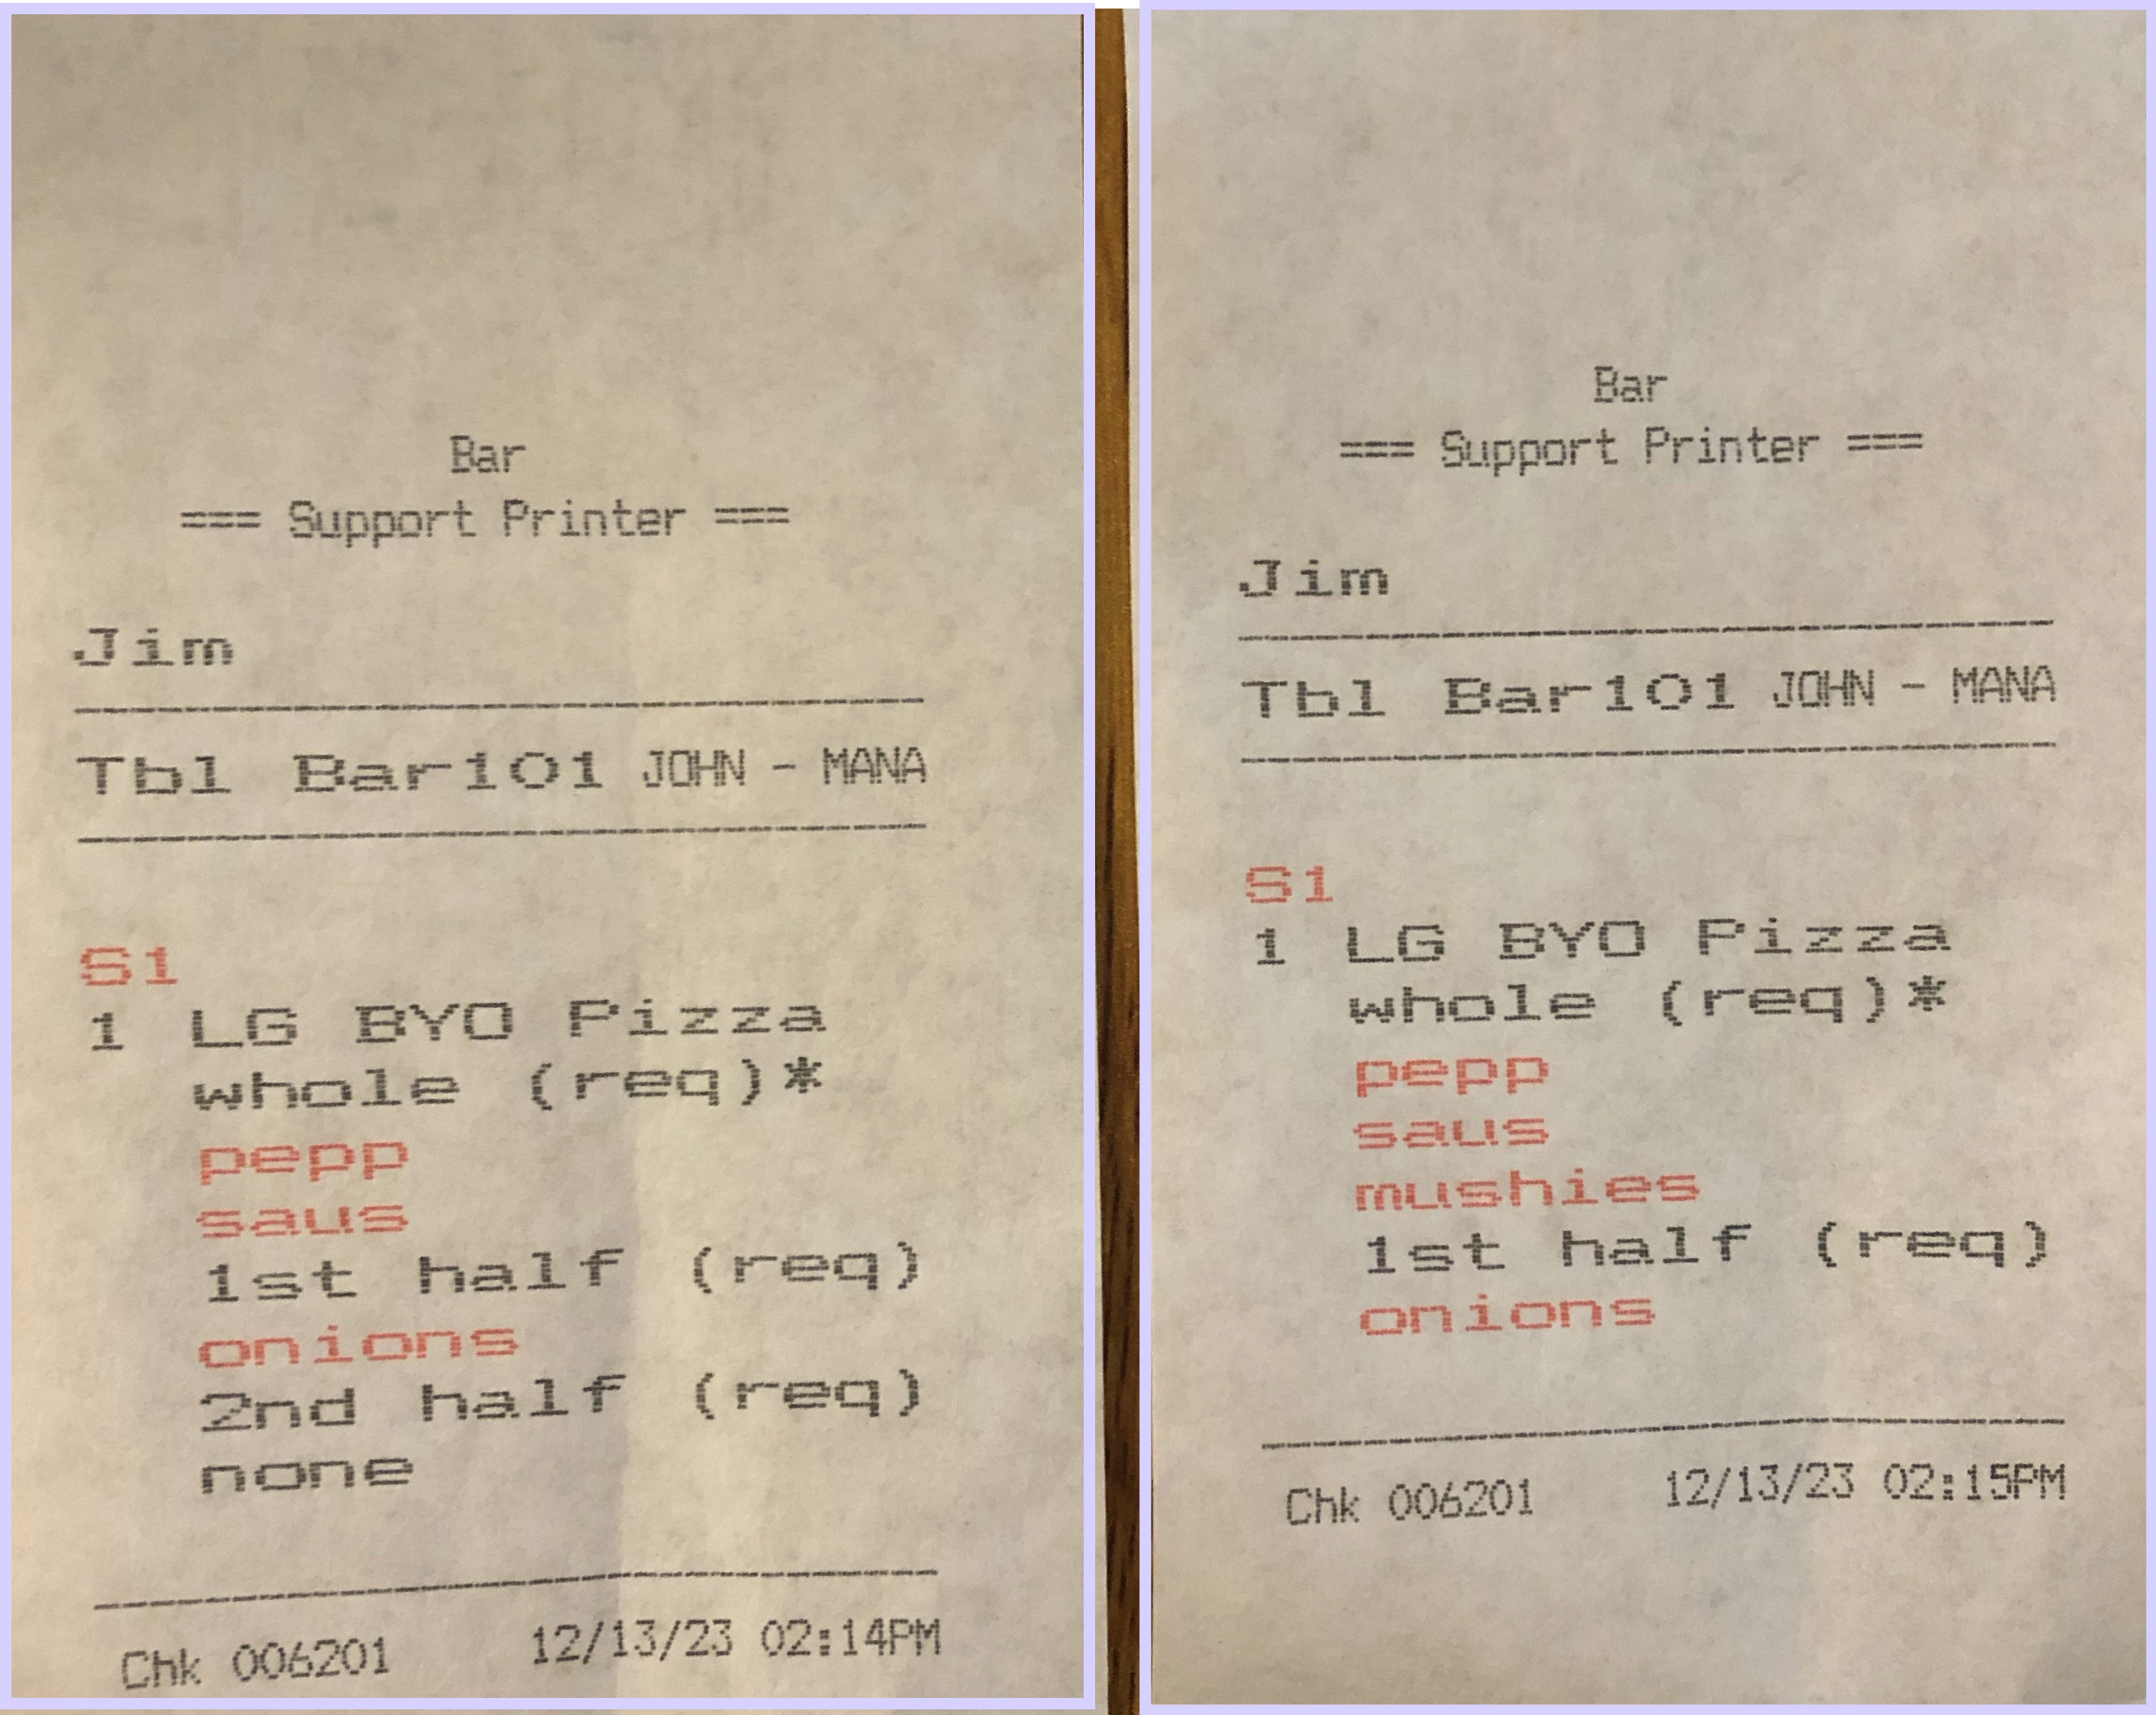 Bar
=== Support Printer ===
Jim
Tbl Bar101 JOHN - MANA
S1
1 LG BYO Pizza
whole (req)*
pepp
saus
1st half (req)
onions
2nd half (req)
none
Chk 006201 12/13/23 02:14PM
Bar
=== Support Printer ===
Jim
Tbl Bar101 JOHN - MANA
S1
1 LG BYO Pizza
whole (req)*
pepp
saus
mushies
1st half (req)
onions
Chk 006201 12/13/23 02:15PM